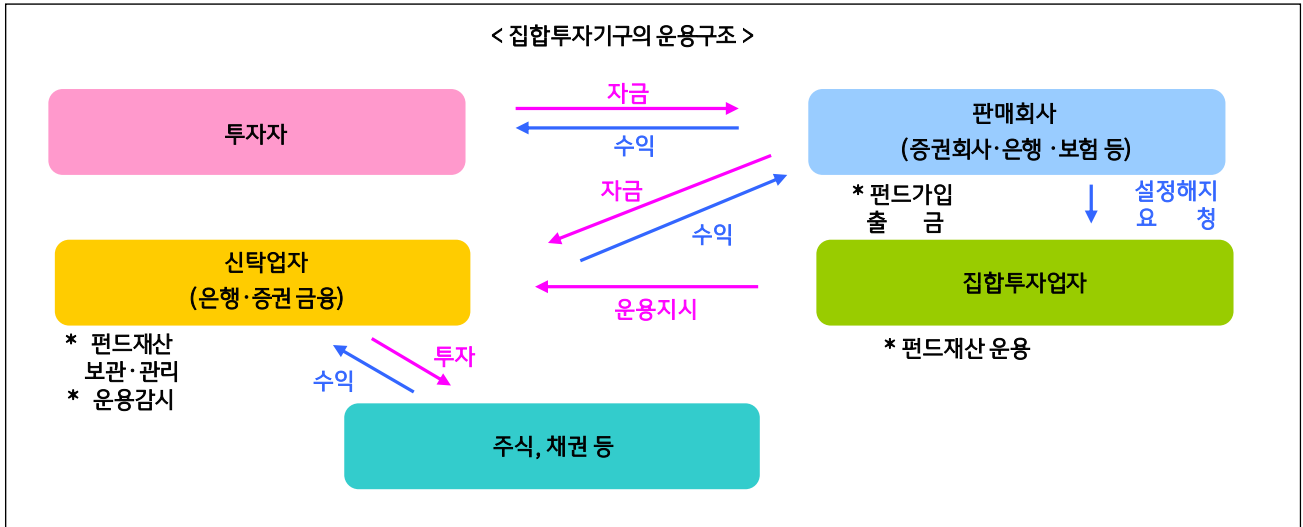 < 집합투자기구의 운용구조 >
투자자
자금
수익
판매회사
(증권회사·은행 ·보험 등)
자금
수익
* 펀드가입
출 금
설정해지
요 청
신탁업자
(은행·증권 금융)
운용지시
집합투자업자
* 펀드재산
보관·관리
* 운용감시
수익
투자
* 펀드재산 운용
주식, 채권 등